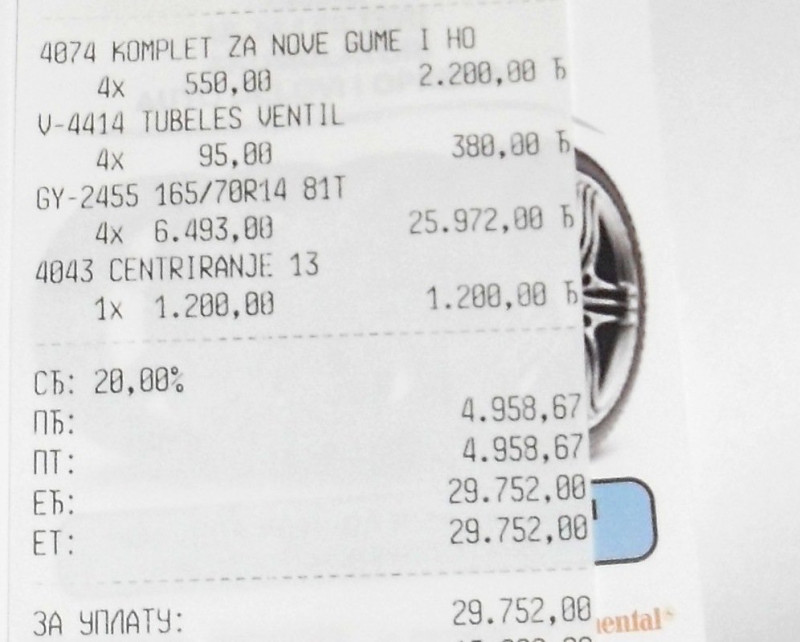 4074 KOMPLET ZA NOVE GUME I HO
4x 550,00 2.200,00 Ђ
V-4414 TUBELES VENTIL
4x 95,00 380,00 Ђ
GY-2455 165/70R14 81T
4x 6.493,00 25.972,00 Ђ
4043 CENTRIRANJE 13
1x 1.200,00 1.200,00 Ђ
СЂ: 20,00%
ПЂ: 4.958,67
ПТ: 4.958,67
ЕЂ: 29.752,00
ЕТ: 29.752,00
ЗА УПЛАТУ: 29.752,00